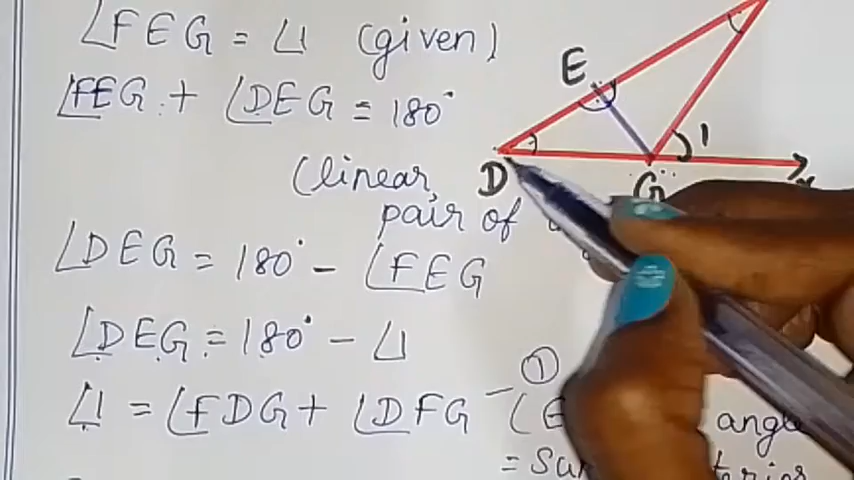 ∠FEG = ∠1 (given)
∠FEG + ∠DEG = 180°
(linear
pair of
∠DEG = 180° - ∠FEG
∠DEG = 180° - ∠1
∠1 = ∠FDG + ∠DFG - ①
angle
=
E
D
G
1